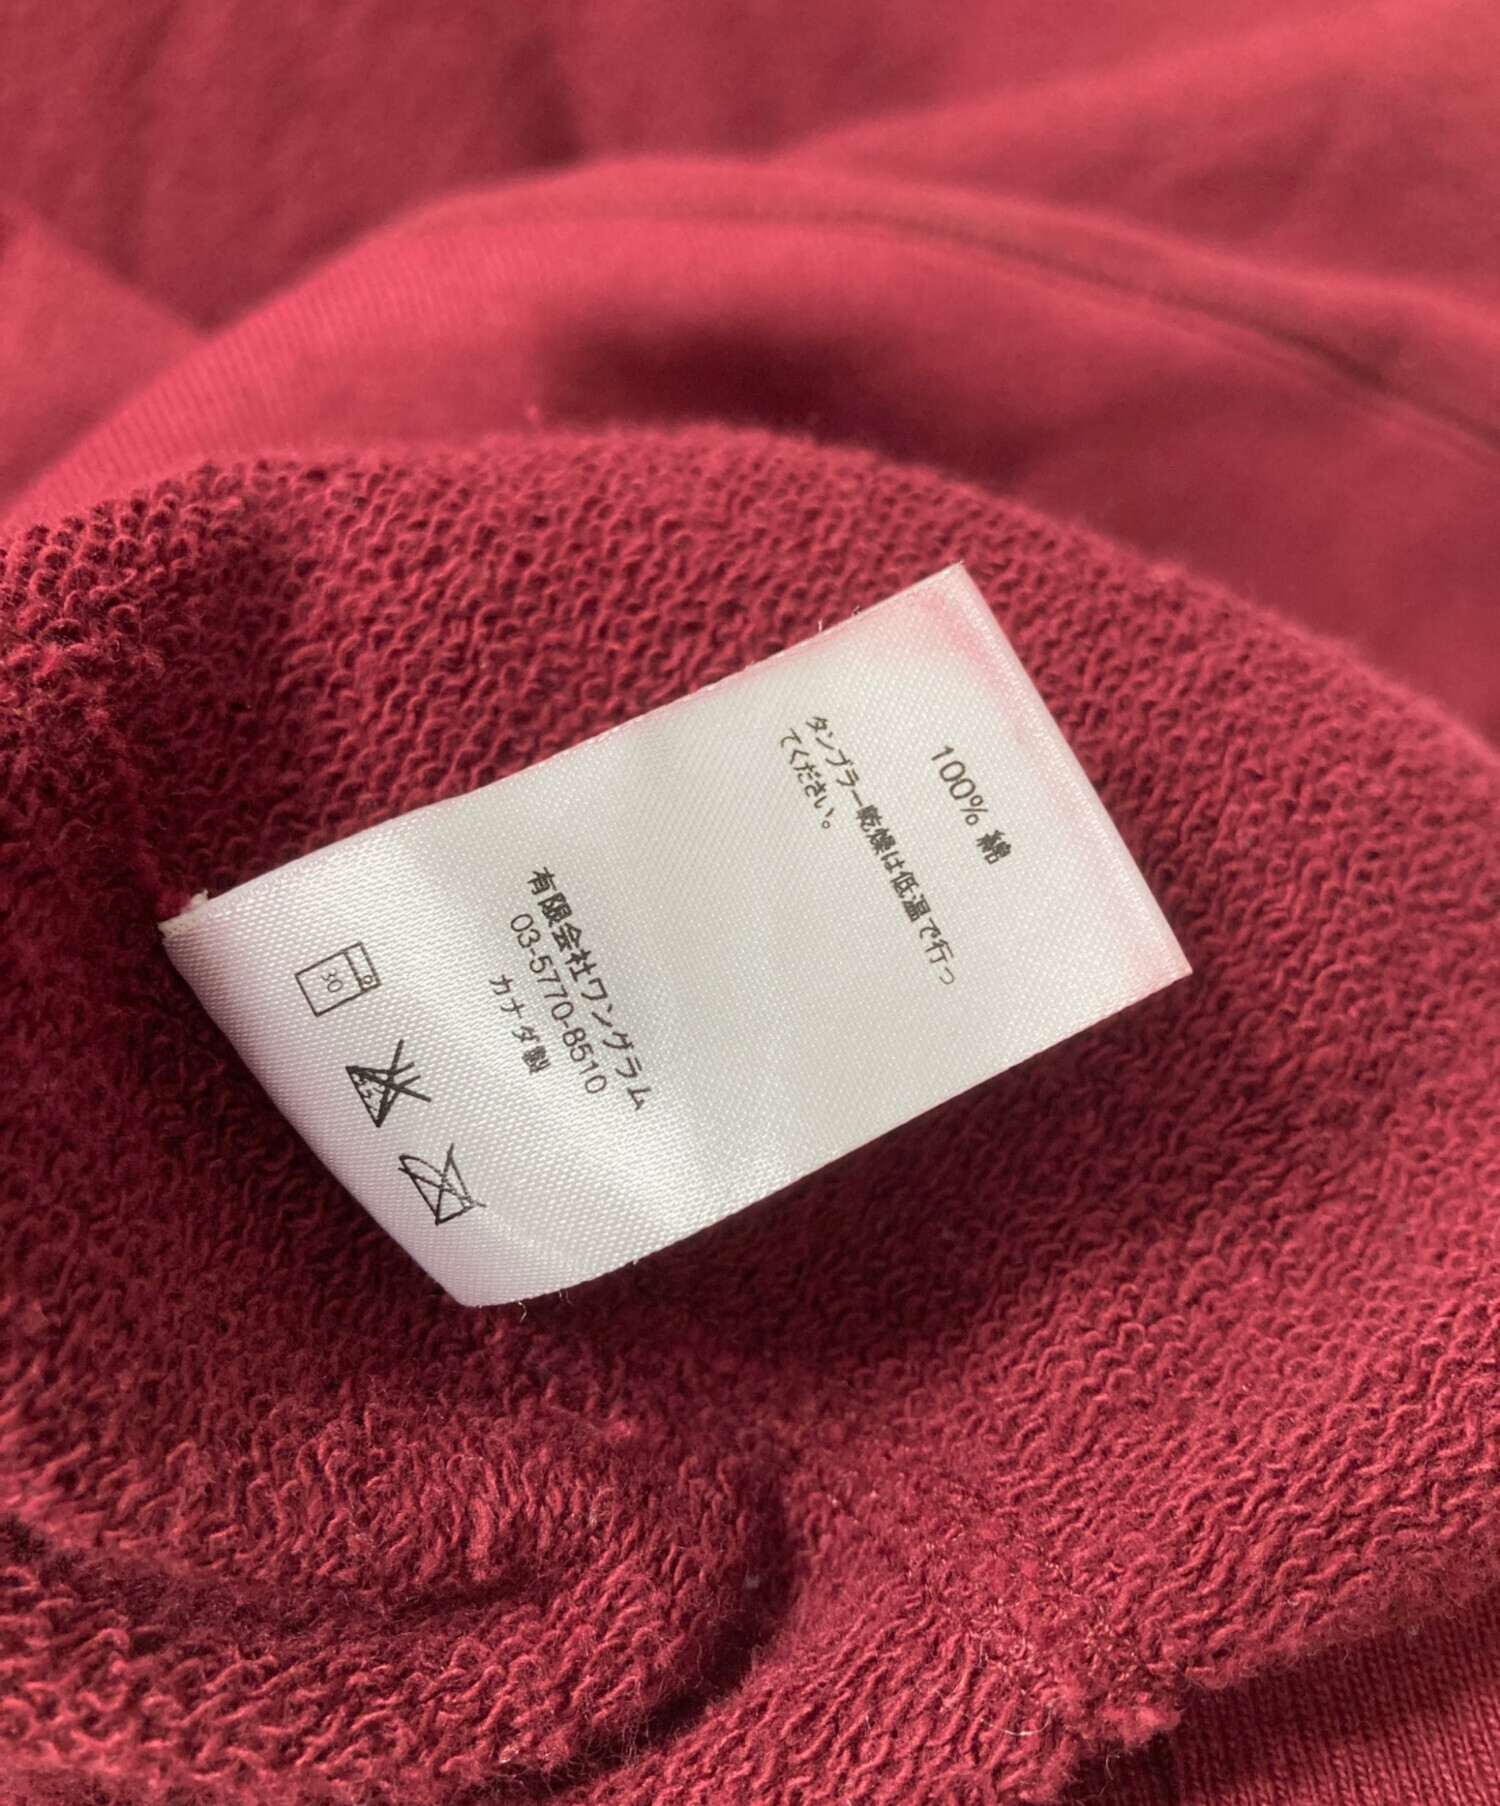 100% 綿
タンブラー乾燥は低温で行っ
てください。
有限会社ワングラム
03-5770-8510
カナダ製
30